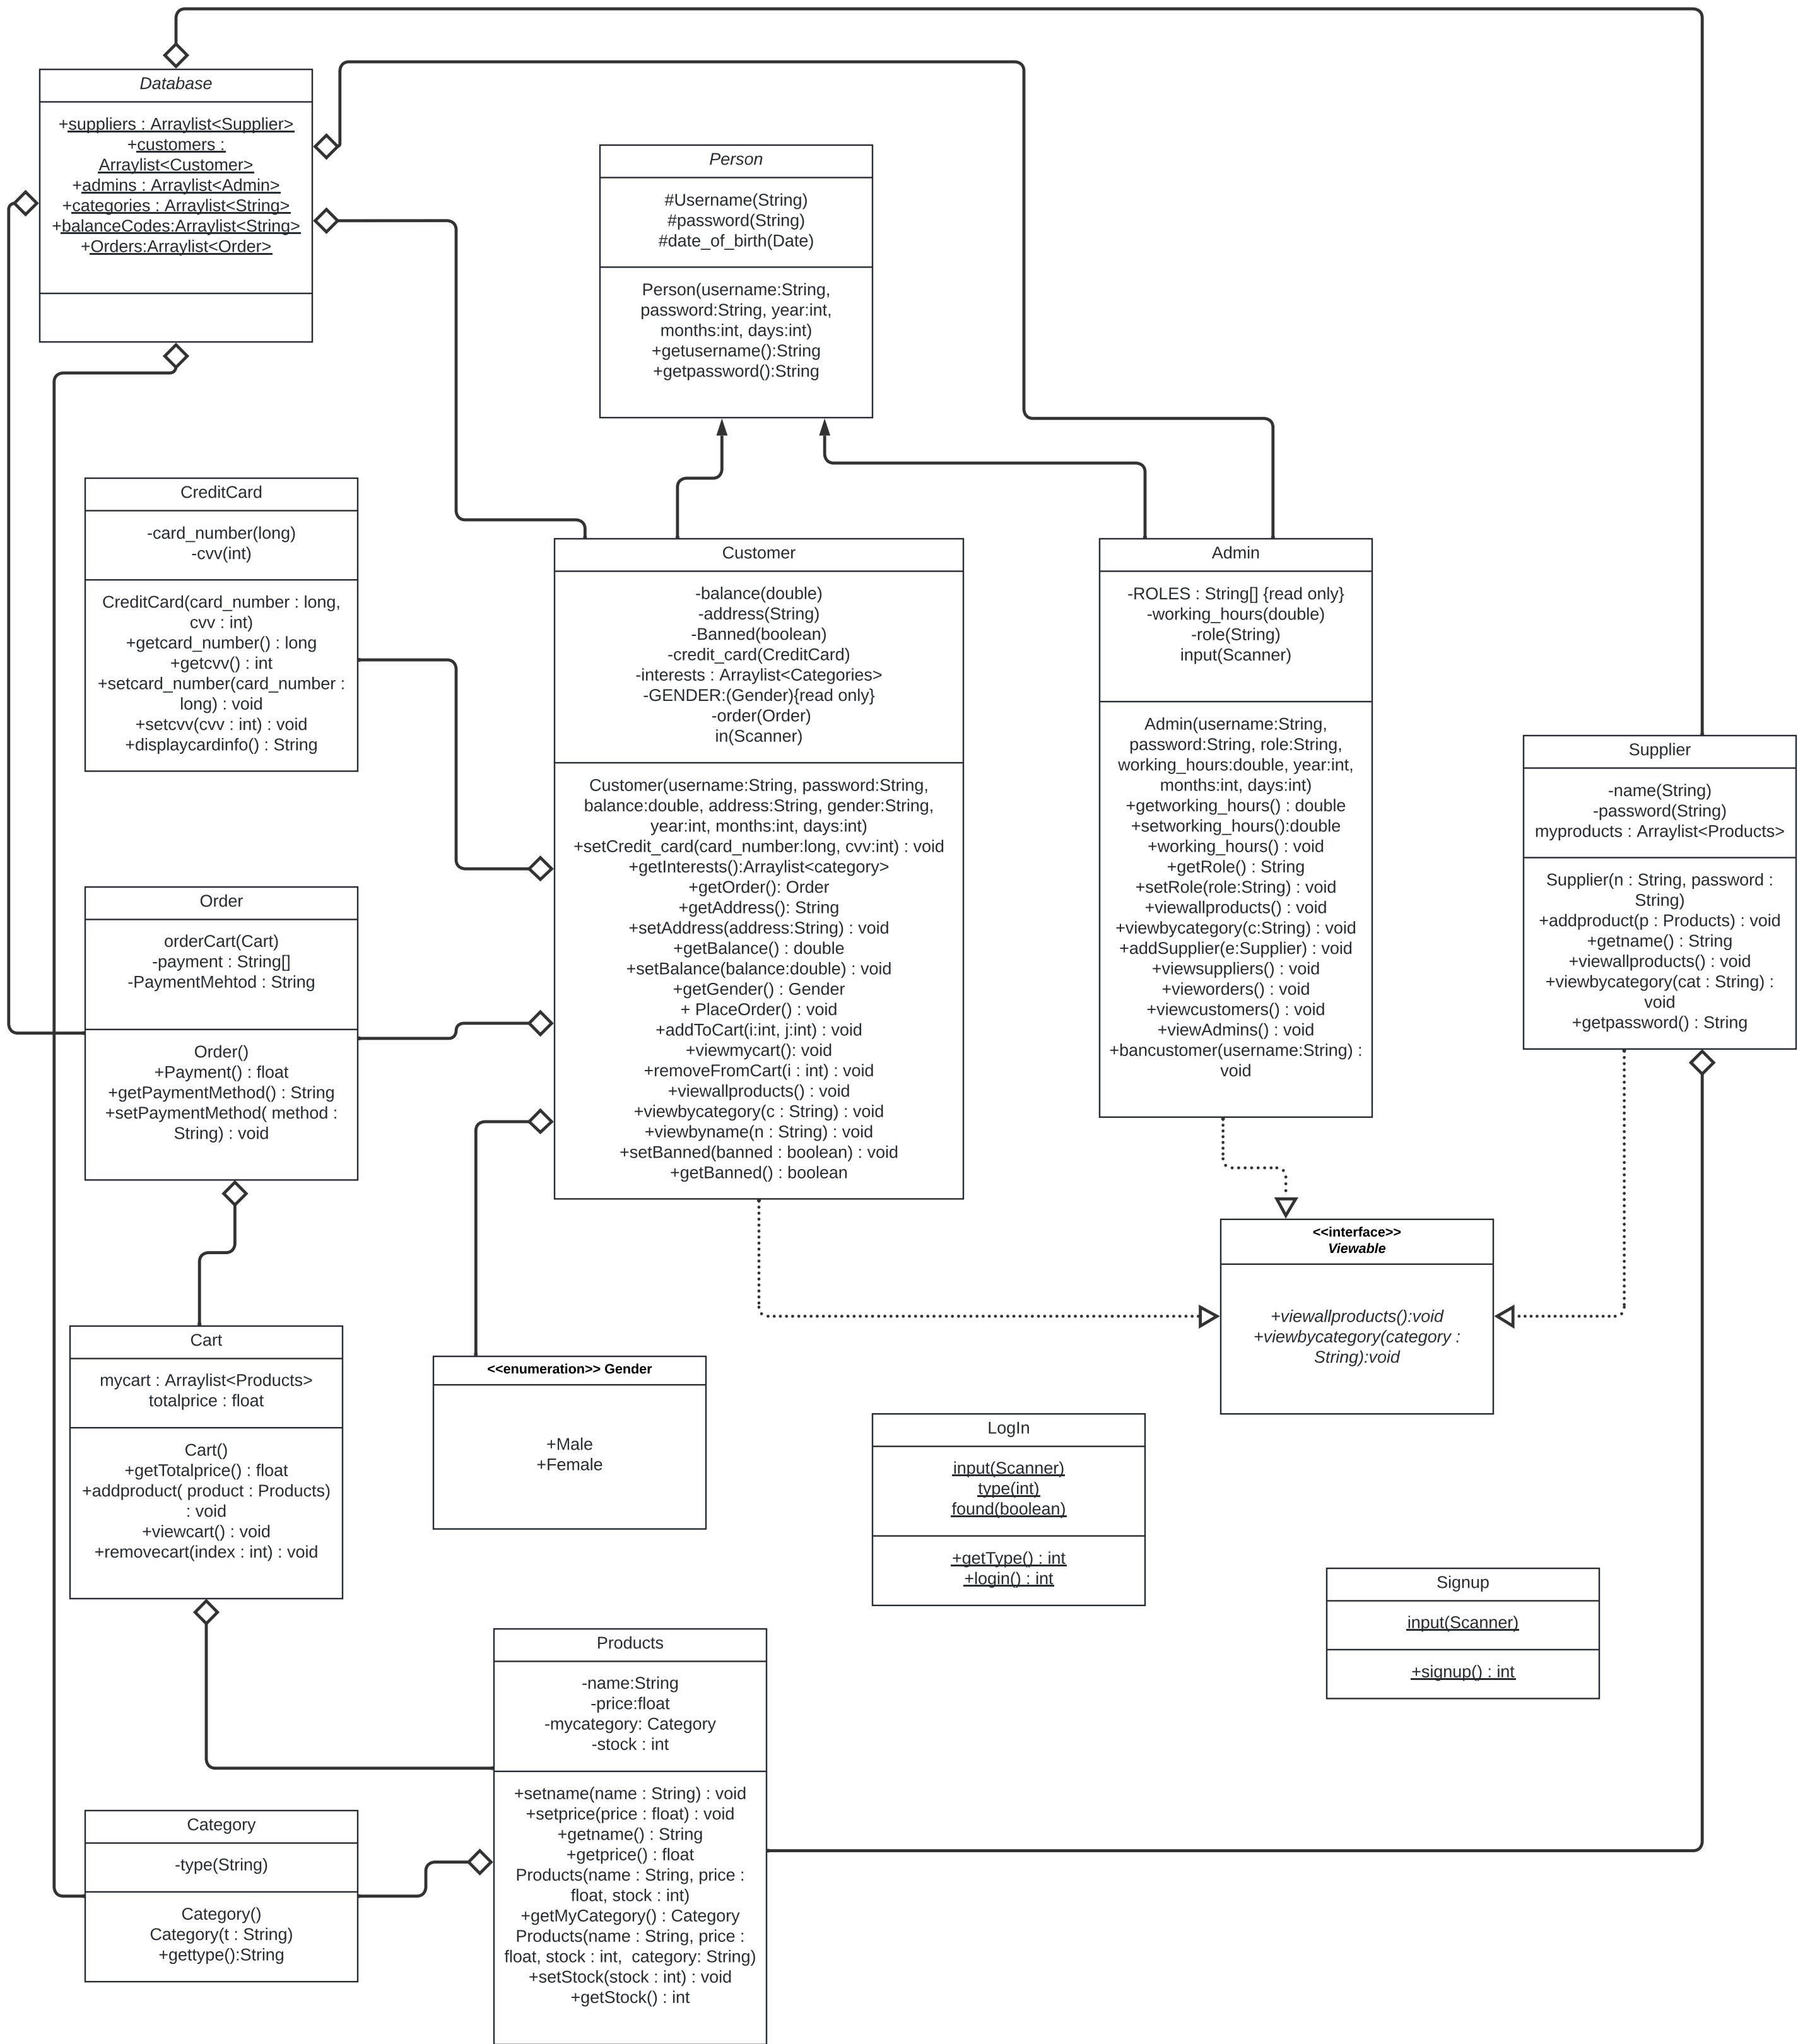 Database
+suppliers : Arraylist<Supplier>
+customers :
Arraylist<Customer>
+admins : Arraylist<Admin>
+categories : Arraylist<String>
+balanceCodes:Arraylist<String>
+Orders:Arraylist<Order>
Person
#Username(String)
#password(String)
#date_of_birth(Date)
Person(username:String,
password:String, year:int,
months:int, days:int)
+getusername():String
+getpassword():String
CreditCard
-card_number(long)
-cvv(int)
CreditCard(card_number : long,
cvv : int)
+getcard_number() : long
+getcvv() : int
+setcard_number(card_number :
long) : void
+setcvv(cvv : int) : void
+displaycardinfo() : String
Customer
-balance(double)
-address(String)
-Banned(boolean)
-credit_card(CreditCard)
-interests : Arraylist<Categories>
-GENDER:(Gender){read only}
-order(Order)
in(Scanner)
Customer(username:String, password:String,
balance:double, address:String, gender:String,
year:int, months:int, days:int)
+setCredit_card(card_number:long, cvv:int) : void
+getInterests():Arraylist<category>
+getOrder(): Order
+getAddress(): String
+setAddress(address:String) : void
+getBalance() : double
+setBalance(balance:double) : void
+getGender() : Gender
+ PlaceOrder() : void
+addToCart(i:int, j:int) : void
+viewmycart(): void
+removeFromCart(i : int) : void
+viewallproducts() : void
+viewbycategory(c : String) : void
+viewbyname(n : String) : void
+setBanned(banned : boolean) : void
+getBanned() : boolean
Admin
-ROLES : String[] {read only}
-working_hours(double)
-role(String)
input(Scanner)
Admin(username:String,
password:String, role:String,
working_hours:double, year:int,
months:int, days:int)
+getworking_hours() : double
+setworking_hours():double
+working_hours() : void
+getRole() : String
+setRole(role:String) : void
+viewallproducts() : void
+viewbycategory(c:String) : void
+addSupplier(e:Supplier) : void
+viewsuppliers() : void
+vieworders() : void
+viewcustomers() : void
+viewAdmins() : void
+bancustomer(username:String) :
void
Supplier
-name(String)
-password(String)
myproducts : Arraylist<Products>
Supplier(n : String, password :
String)
+addproduct(p : Products) : void
+getname() : String
+viewallproducts() : void
+viewbycategory(cat : String) :
void
+getpassword() : String
Order
orderCart(Cart)
-payment : String[]
-PaymentMehtod : String
Order()
+Payment() : float
+getPaymentMethod() : String
+setPaymentMethod( method :
String) : void
<<interface>>
Viewable
+viewallproducts():void
+viewbycategory(category :
String):void
Cart
mycart : Arraylist<Products>
totalprice : float
Cart()
+getTotalprice() : float
+addproduct( product : Products)
: void
+viewcart() : void
+removecart(index : int) : void
<<enumeration>> Gender
+Male
+Female
LogIn
input(Scanner)
type(int)
found(boolean)
+getType() : int
+login() : int
Signup
input(Scanner)
+signup() : int
Products
-name:String
-price:float
-mycategory: Category
-stock : int
+setname(name : String) : void
+setprice(price : float) : void
+getname() : String
+getprice() : float
Products(name : String, price :
float, stock : int)
+getMyCategory() : Category
Products(name : String, price :
float, stock : int,  category: String)
+setStock(stock : int) : void
+getStock() : int
Category
-type(String)
Category()
Category(t : String)
+gettype():String